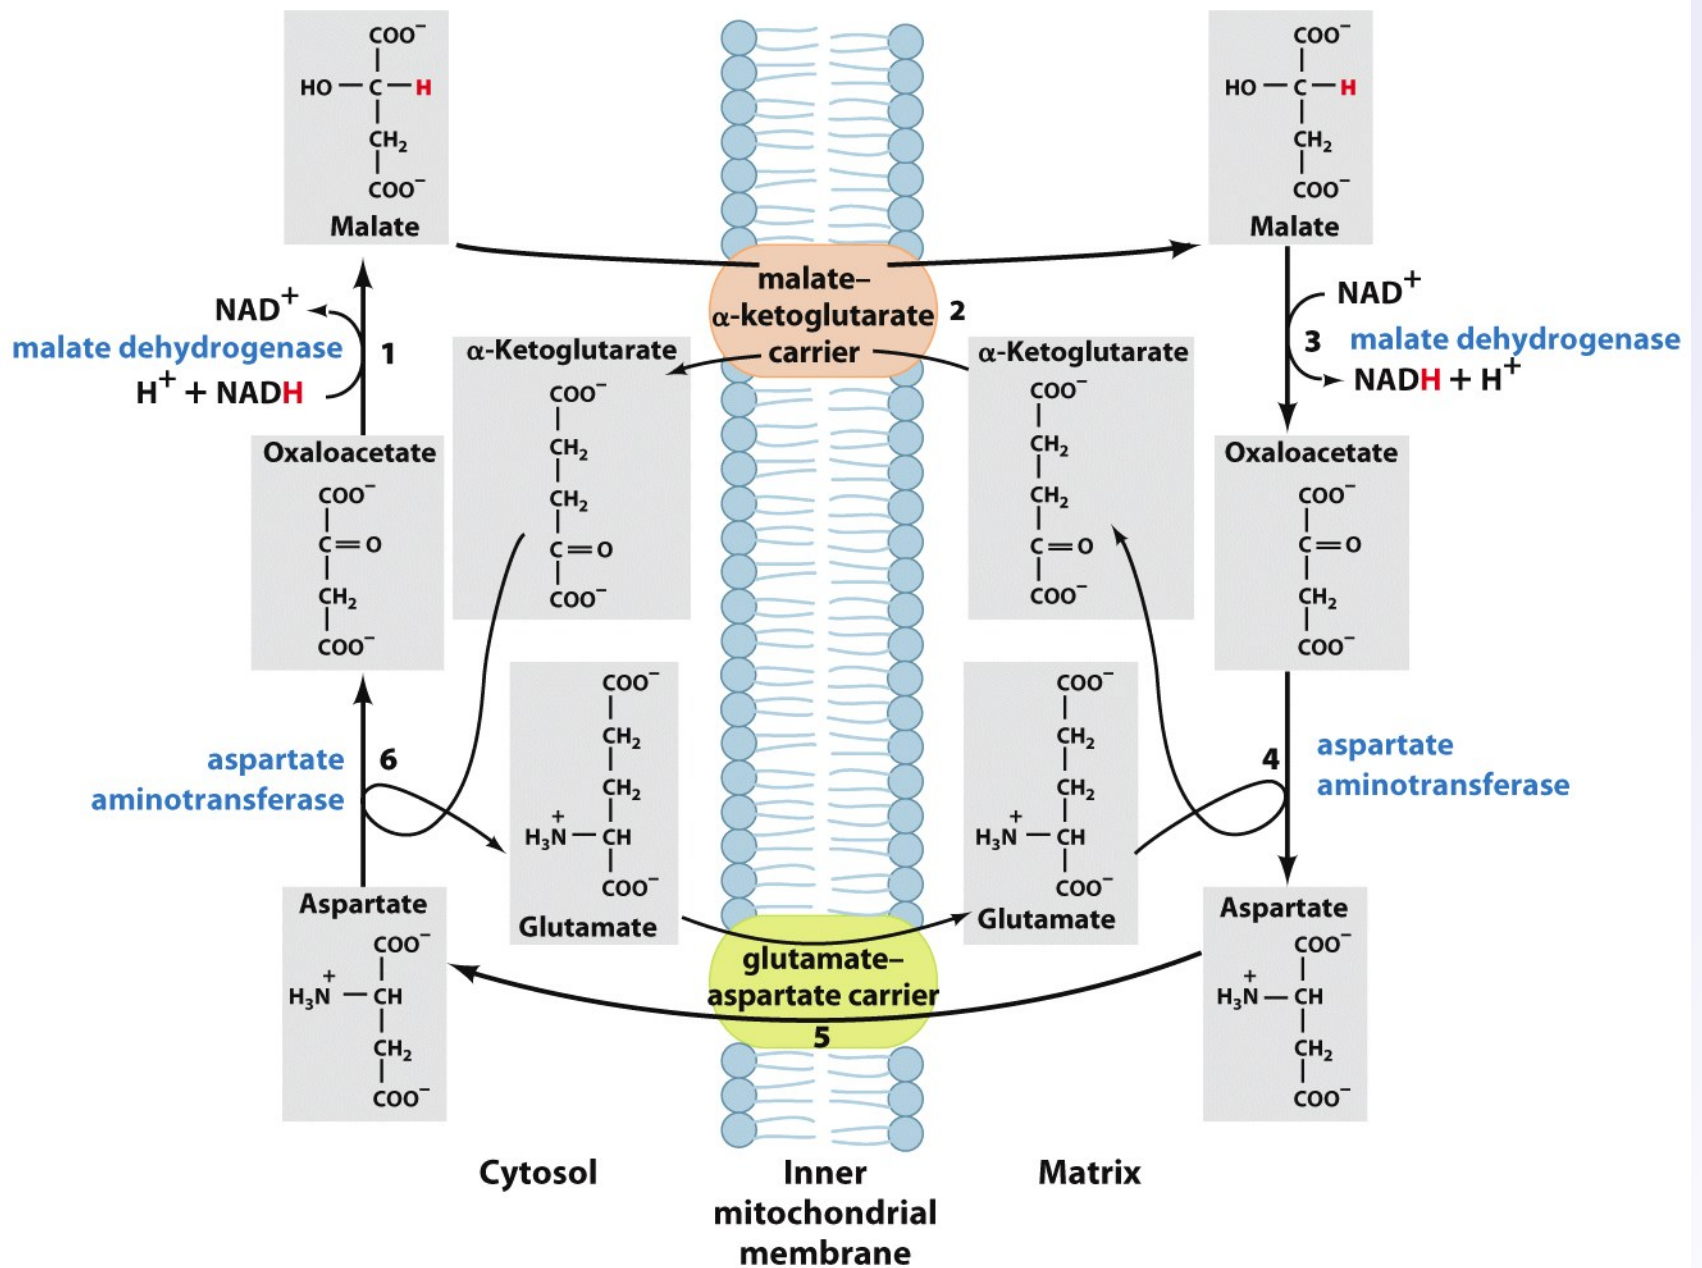 COO⁻
HO — C — H
CH₂
COO⁻
Malate
COO⁻
HO — C — H
CH₂
COO⁻
Malate
malate–
α-ketoglutarate
carrier
2
NAD⁺
malate dehydrogenase
H⁺ + NADH
1
NAD⁺
3
malate dehydrogenase
NADH + H⁺
α-Ketoglutarate
COO⁻
CH₂
CH₂
C=O
COO⁻
α-Ketoglutarate
COO⁻
CH₂
CH₂
C=O
COO⁻
Oxaloacetate
COO⁻
C=O
CH₂
COO⁻
Oxaloacetate
COO⁻
C=O
CH₂
COO⁻
aspartate
aminotransferase
6
COO⁻
CH₂
CH₂
H₃N⁺ — CH
COO⁻
Glutamate
COO⁻
CH₂
CH₂
H₃N⁺ — CH
COO⁻
Glutamate
4
aspartate
aminotransferase
Aspartate
COO⁻
H₃N⁺ — CH
CH₂
COO⁻
glutamate–
aspartate carrier
5
Aspartate
COO⁻
H₃N⁺ — CH
CH₂
COO⁻
Cytosol
Inner
mitochondrial
membrane
Matrix